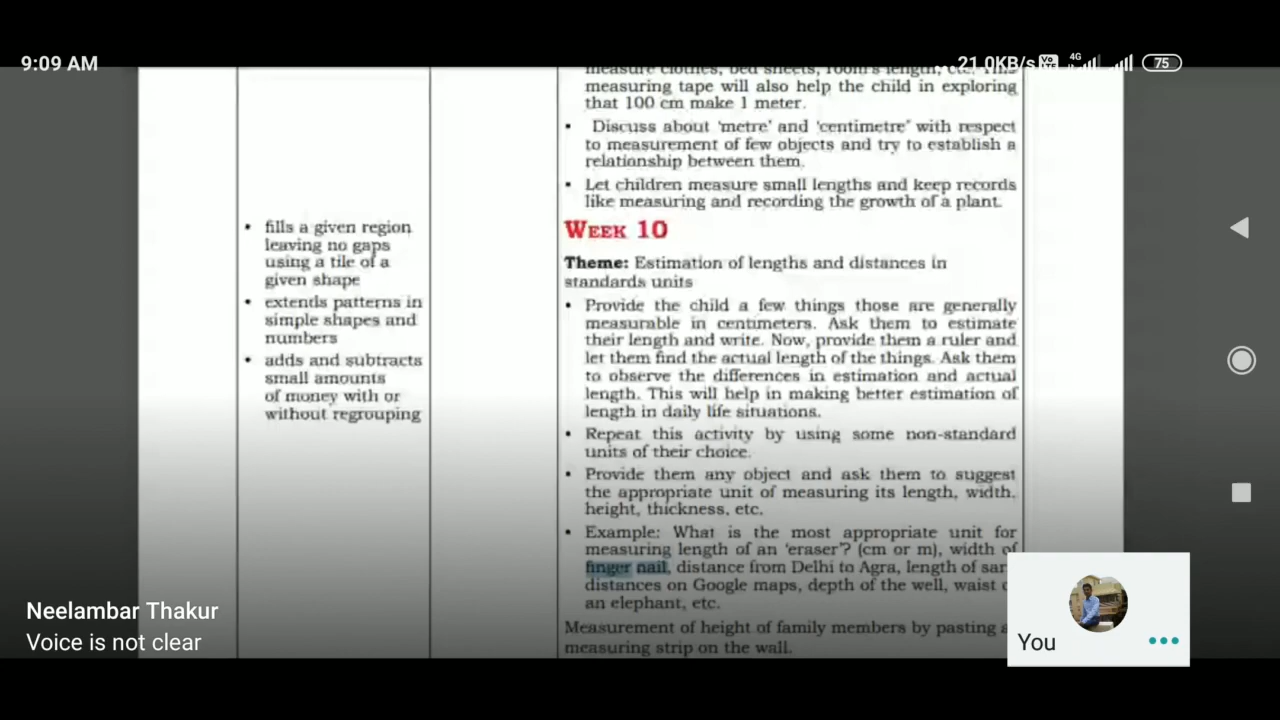 9:09 AM
21.0KB/s
Vo
LTE
4G
75
measure clothes, bed sheets, room's length, etc. This
measuring tape will also help the child in exploring
that 100 cm make 1 meter.
• Discuss about 'metre' and 'centimetre' with respect
to measurement of few objects and try to establish a
relationship between them.
• Let children measure small lengths and keep records
like measuring and recording the growth of a plant.
• fills a given region
leaving no gaps
using a tile of a
given shape
• extends patterns in
simple shapes and
numbers
• adds and subtracts
small amounts
of money with or
without regrouping
WEEK 10
Theme: Estimation of lengths and distances in
standards units
• Provide the child a few things those are generally
measurable in centimeters. Ask them to estimate
their length and write. Now, provide them a ruler and
let them find the actual length of the things. Ask them
to observe the differences in estimation and actual
length. This will help in making better estimation of
length in daily life situations.
• Repeat this activity by using some non-standard
units of their choice.
• Provide them any object and ask them to suggest
the appropriate unit of measuring its length, width,
height, thickness, etc.
• Example: What is the most appropriate unit for
measuring length of an 'eraser'? (cm or m), width of
finger nail, distance from Delhi to Agra, length of
distances on Google maps, depth of the well, waist
an elephant, etc.
Measurement of height of family members by pasting
measuring strip on the wall.
Neelambar Thakur
Voice is not clear
You